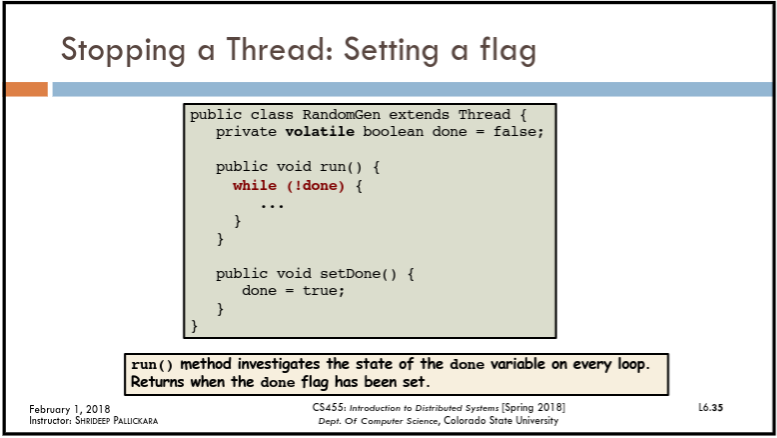 Stopping a Thread: Setting a flag
public class RandomGen extends Thread {
private volatile boolean done = false;
public void run() {
while (!done) {
...
}
}
public void setDone() {
done = true;
}
}
run() method investigates the state of the done variable on every loop.
Returns when the done flag has been set.
February 1, 2018
Instructor: SHRIDEEP PALLICKARA
CS455: Introduction to Distributed Systems [Spring 2018]
Dept. Of Computer Science, Colorado State University
L6.35